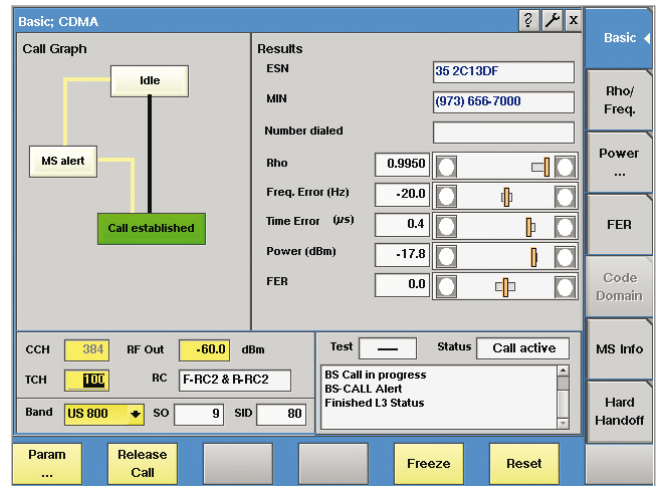 Basic; CDMA
? x
Call Graph
Idle
MS alert
Call established
Results
ESN 35 2C13DF
MIN (973) 656-7000
Number dialed
Rho 0.9950
Freq. Error (Hz) -20.0
Time Error (µs) 0.4
Power (dBm) -17.8
FER 0.0
CCH 384 RF Out -60.0 dBm
TCH 100 RC F-RC2 & R-RC2
Band US 800 SO 9 SID 80
Test — Status Call active
BS Call in progress
BS-CALL Alert
Finished L3 Status
Basic
Rho/
Freq.
Power
...
FER
Code
Domain
MS Info
Hard
Handoff
Param
...
Release
Call
Freeze
Reset